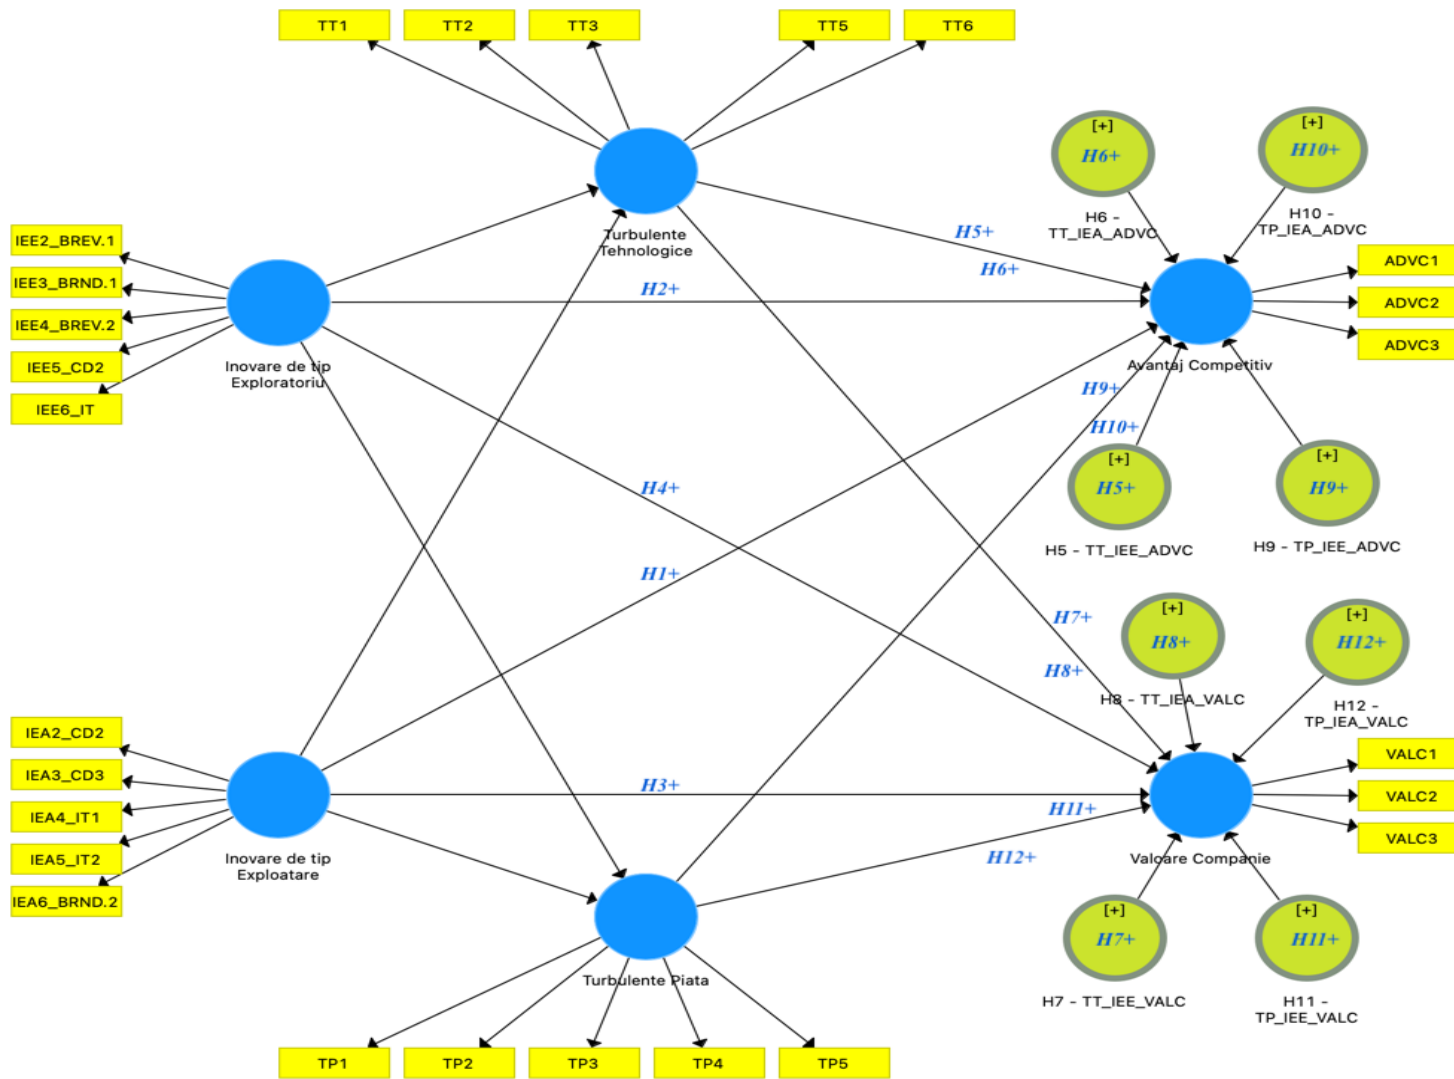 TT1
TT2
TT3
TT5
TT6
[+]
H6+
[+]
H10+
H6 -
TT_IEA_ADVC
H10 -
TP_IEA_ADVC
Turbulente
Tehnologice
H5+
H6+
IEE2_BREV.1
IEE3_BRND.1
IEE4_BREV.2
IEE5_CD2
IEE6_IT
H2+
ADVC1
ADVC2
ADVC3
Inovare de tip
Exploratoriu
Avantaj Competitiv
H9+
H10+
[+]
H5+
[+]
H9+
H5 - TT_IEE_ADVC
H9 - TP_IEE_ADVC
H4+
H1+
H7+
H8+
[+]
H8+
[+]
H12+
H8 - TT_IEA_VALC
H12 -
TP_IEA_VALC
IEA2_CD2
IEA3_CD3
IEA4_IT1
IEA5_IT2
IEA6_BRND.2
H3+
H11+
H12+
VALC1
VALC2
VALC3
Inovare de tip
Exploatare
Valoare Companie
[+]
H7+
[+]
H11+
H7 - TT_IEE_VALC
H11 -
TP_IEE_VALC
Turbulente Piata
TP1
TP2
TP3
TP4
TP5